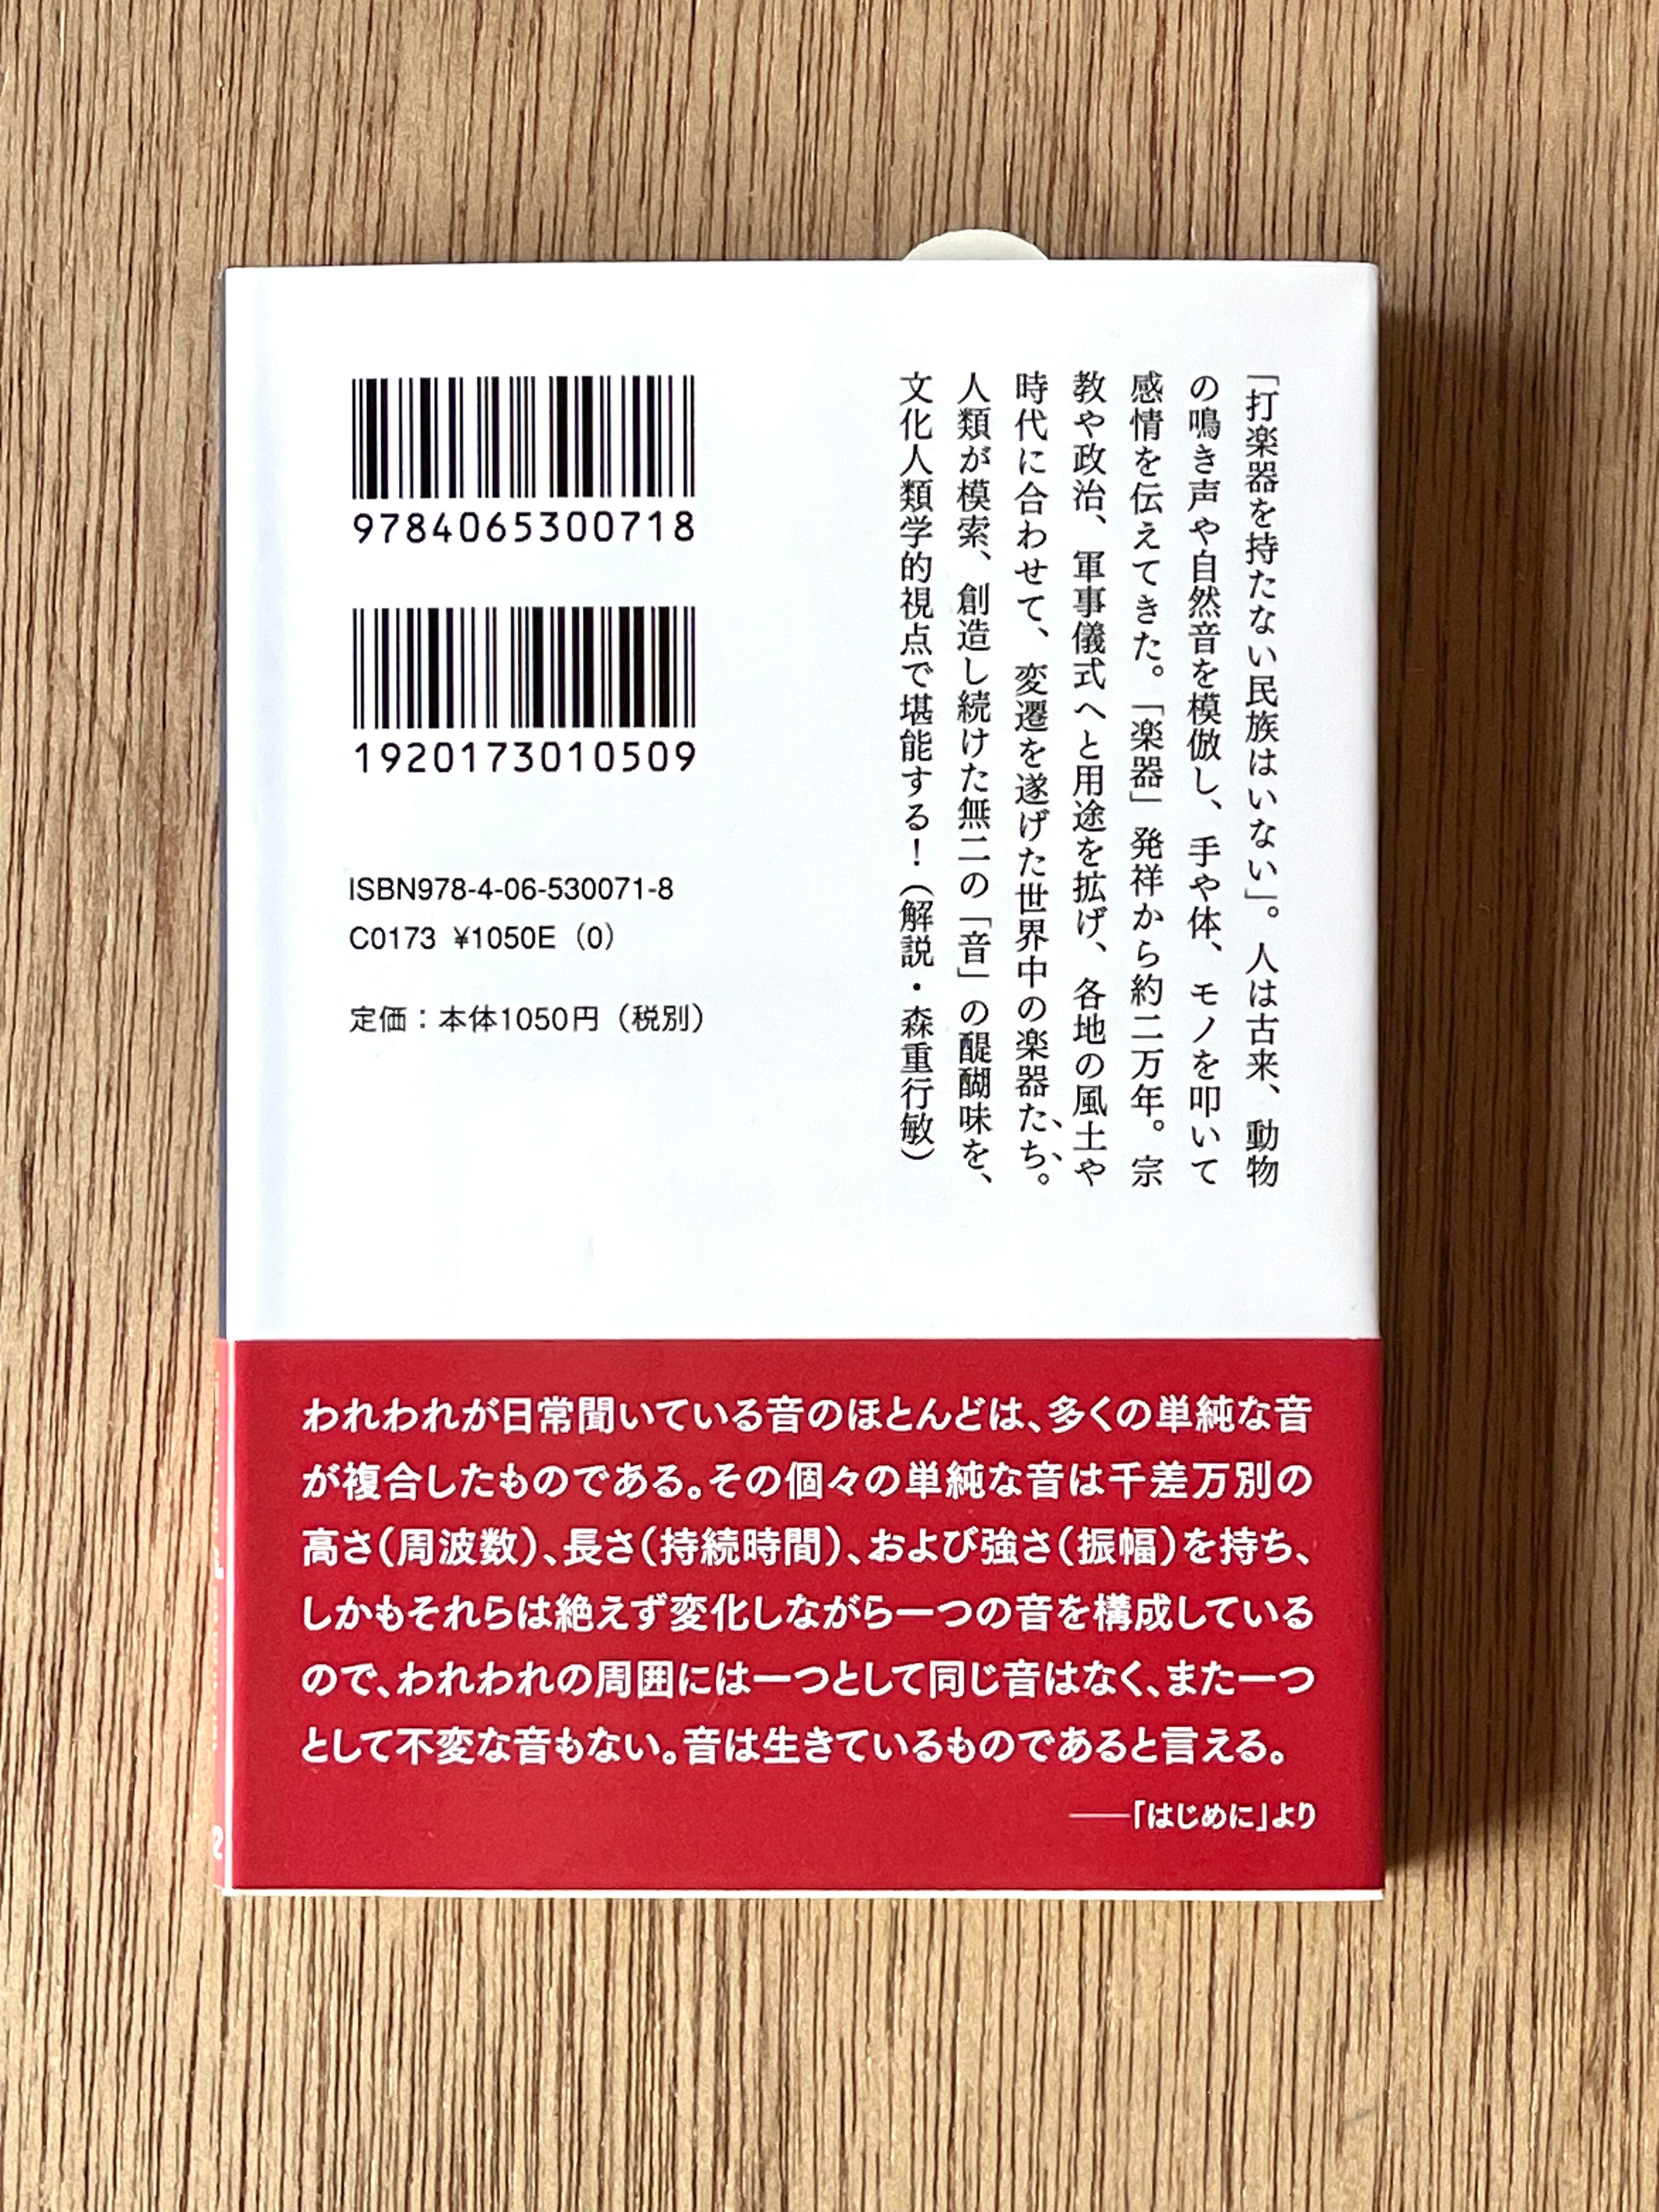 「打楽器を持たない民族はいない」。人は古来、動物
の鳴き声や自然音を模倣し、手や体、モノを叩いて
感情を伝えてきた。「楽器」発祥から約二万年。宗
教や政治、軍事儀式へと用途を拡げ、各地の風土や
時代に合わせて、変遷を遂げた世界中の楽器たち。
人類が模索、創造し続けた無二の「音」の醍醐味を、
文化人類学的視点で堪能する！（解説・森重行敏）
9784065300718
1920173010509
ISBN978-4-06-530071-8
C0173 ¥1050E（0）
定価：本体1050円（税別）
われわれが日常聞いている音のほとんどは、多くの単純な音
が複合したものである。その個々の単純な音は千差万別の
高さ（周波数）、長さ（持続時間）、および強さ（振幅）を持ち、
しかもそれらは絶えず変化しながら一つの音を構成している
ので、われわれの周囲には一つとして同じ音はなく、また一つ
として不変な音もない。音は生きているものであると言える。
――「はじめに」より
2